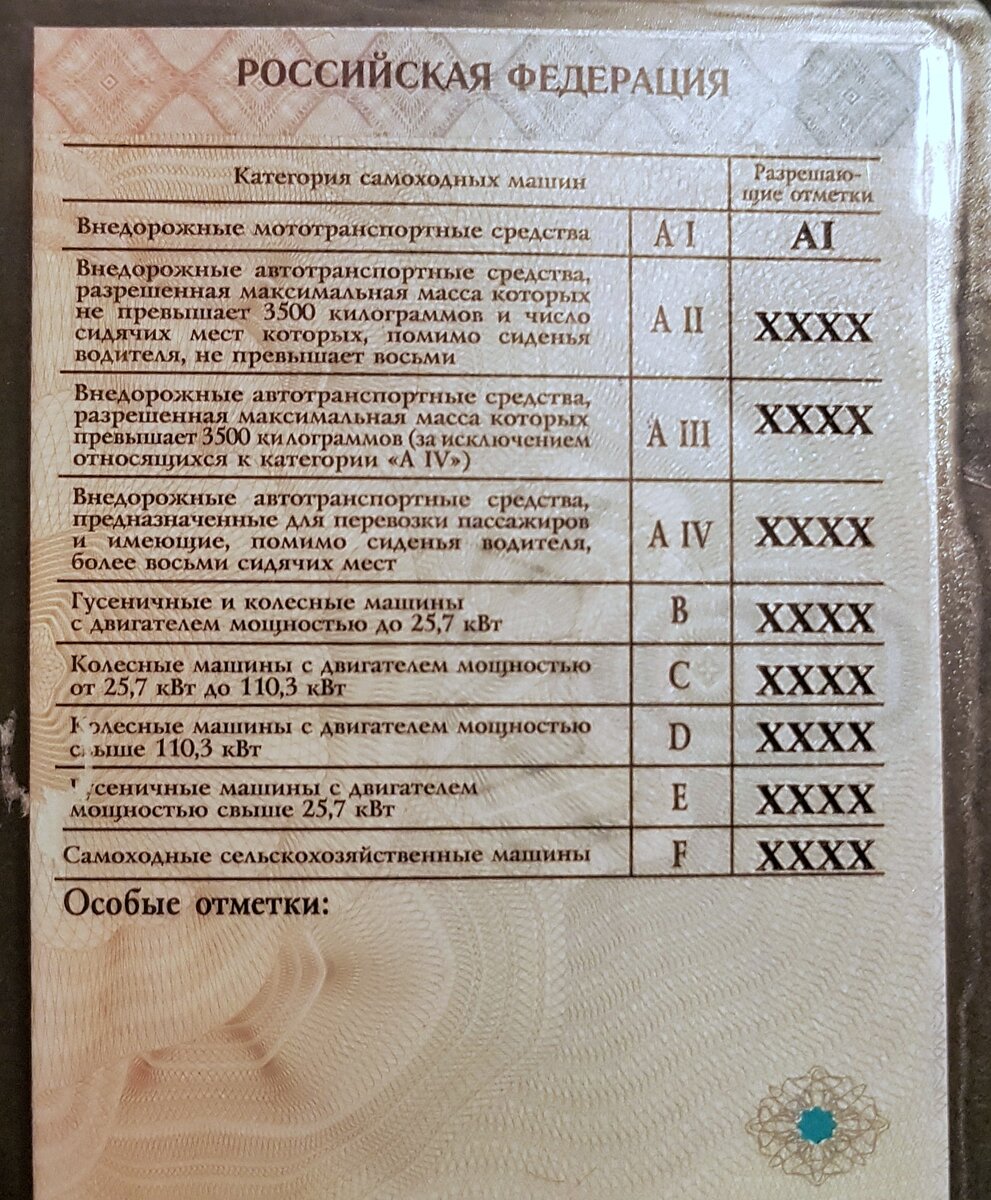 РОССИЙСКАЯ ФЕДЕРАЦИЯ
Категория самоходных машин
Разрешаю-
щие отметки
Внедорожные мототранспортные средства
A I
AI
Внедорожные автотранспортные средства,
разрешенная максимальная масса которых
не превышает 3500 килограммов и число
сидячих мест которых, помимо сиденья
водителя, не превышает восьми
A II
XXXX
Внедорожные автотранспортные средства,
разрешенная максимальная масса которых
превышает 3500 килограммов (за исключением
относящихся к категории «A IV»)
A III
XXXX
Внедорожные автотранспортные средства,
предназначенные для перевозки пассажиров
и имеющие, помимо сиденья водителя,
более восьми сидячих мест
A IV
XXXX
Гусеничные и колесные машины
с двигателем мощностью до 25,7 кВт
B
XXXX
Колесные машины с двигателем мощностью
от 25,7 кВт до 110,3 кВт
C
XXXX
Колесные машины с двигателем мощностью
свыше 110,3 кВт
D
XXXX
Гусеничные машины с двигателем
мощностью свыше 25,7 кВт
E
XXXX
Самоходные сельскохозяйственные машины
F
XXXX
Особые отметки: